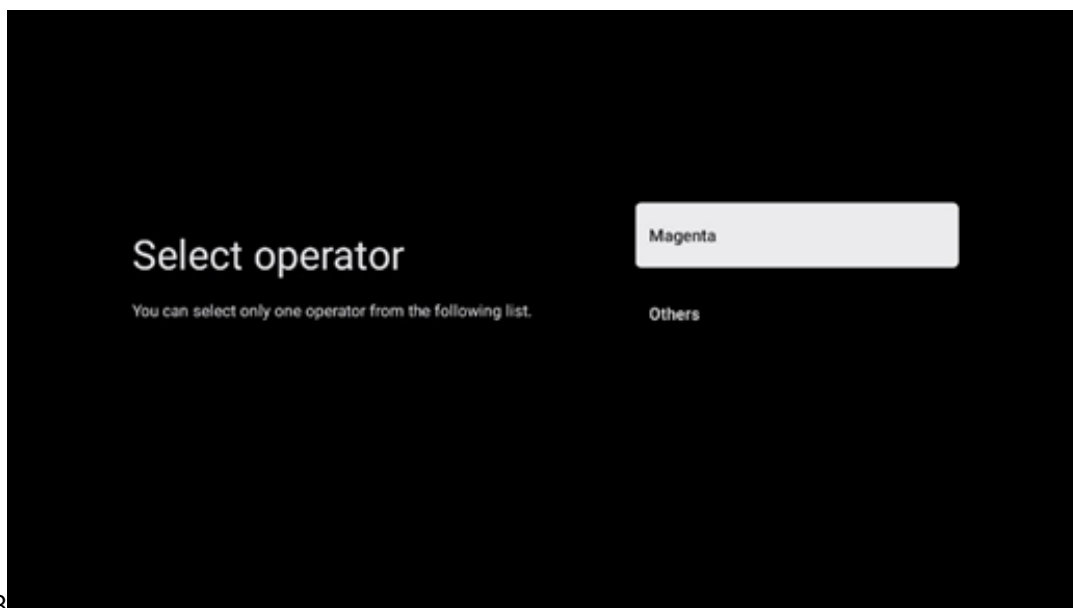 Select operator
You can select only one operator from the following list.
Magenta
Others